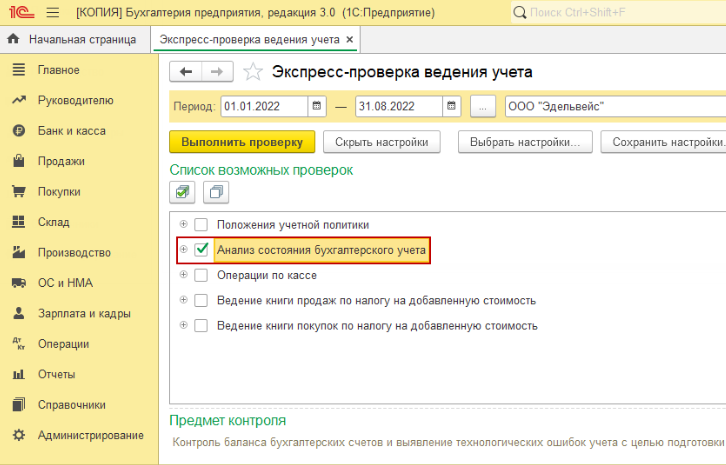 [КОПИЯ] Бухгалтерия предприятия, редакция 3.0 (1С:Предприятие)
Поиск Ctrl+Shift+F
Начальная страница
Экспресс-проверка ведения учета ×
Главное
Руководителю
Банк и касса
Продажи
Покупки
Склад
Производство
ОС и НМА
Зарплата и кадры
Дт Кт Операции
Отчеты
Справочники
Администрирование
Экспресс-проверка ведения учета
Период: 01.01.2022 — 31.08.2022 ... ООО "Эдельвейс"
Выполнить проверку Скрыть настройки Выбрать настройки... Сохранить настройки.
Список возможных проверок
Положения учетной политики
Анализ состояния бухгалтерского учета
Операции по кассе
Ведение книги продаж по налогу на добавленную стоимость
Ведение книги покупок по налогу на добавленную стоимость
Предмет контроля
Контроль баланса бухгалтерских счетов и выявление технологических ошибок учета с целью подготовки